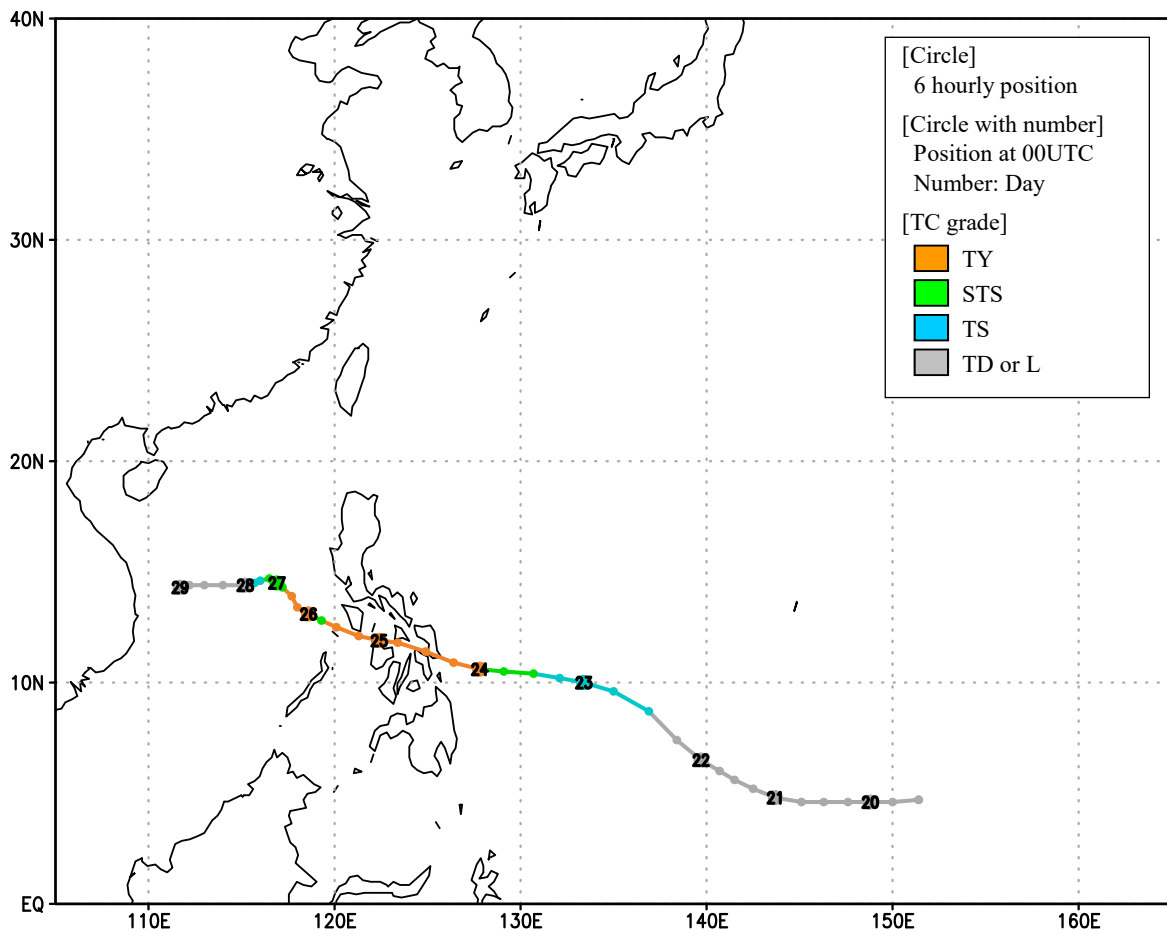 40N
[Circle]
6 hourly position
[Circle with number]
Position at 00UTC
Number: Day
[TC grade]
TY
STS
TS
TD or L
30N
20N
29
28
27
26
25
24
23
10N
22
21
20
EQ
110E
120E
130E
140E
150E
160E